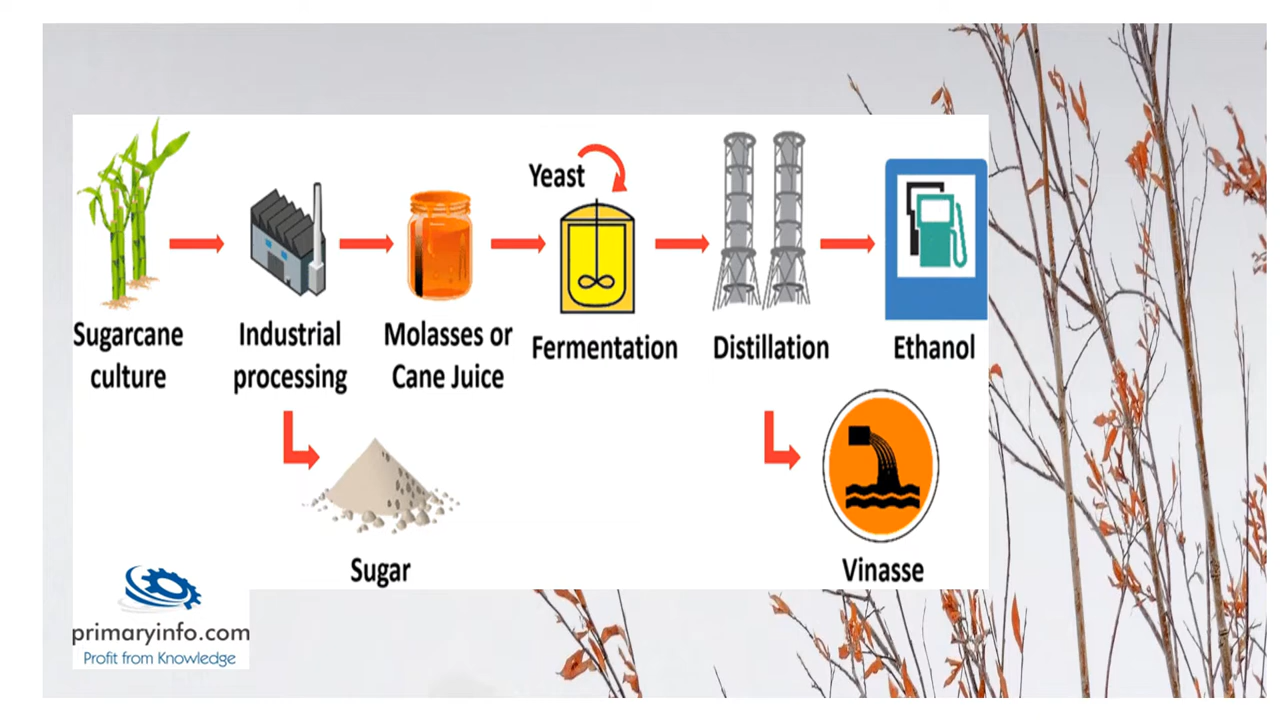 Yeast
Sugarcane
culture
Industrial
processing
Molasses or
Cane Juice
Fermentation
Distillation
Ethanol
Sugar
Vinasse
primaryinfo.com
Profit from Knowledge